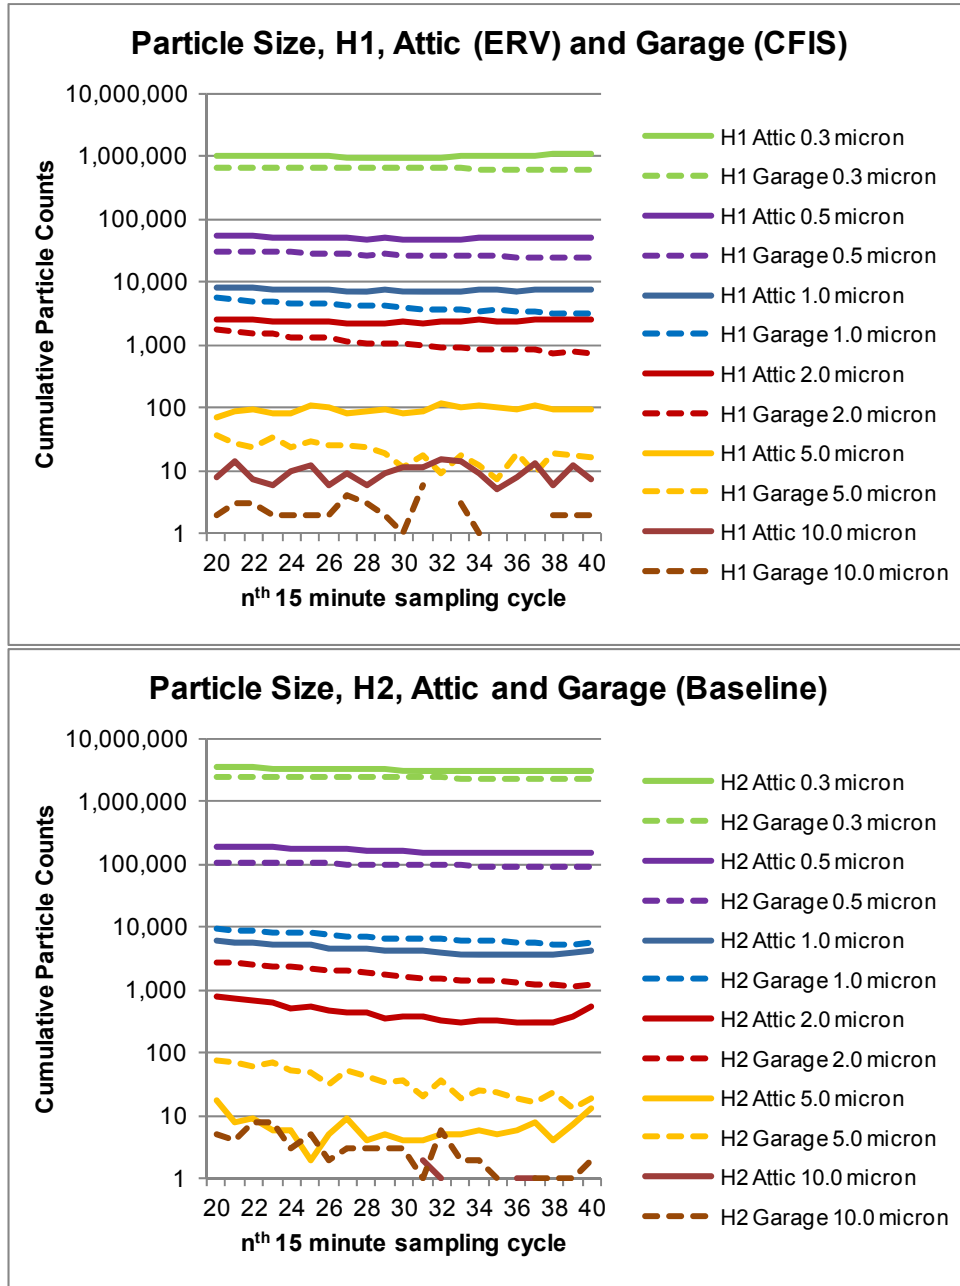 Particle Size, H1, Attic (ERV) and Garage (CFIS)
Cumulative Particle Counts
10,000,000
1,000,000
100,000
10,000
1,000
100
10
1
20 22 24 26 28 30 32 34 36 38 40
nth 15 minute sampling cycle
H1 Attic 0.3 micron
H1 Garage 0.3 micron
H1 Attic 0.5 micron
H1 Garage 0.5 micron
H1 Attic 1.0 micron
H1 Garage 1.0 micron
H1 Attic 2.0 micron
H1 Garage 2.0 micron
H1 Attic 5.0 micron
H1 Garage 5.0 micron
H1 Attic 10.0 micron
H1 Garage 10.0 micron
Particle Size, H2, Attic and Garage (Baseline)
Cumulative Particle Counts
10,000,000
1,000,000
100,000
10,000
1,000
100
10
1
20 22 24 26 28 30 32 34 36 38 40
nth 15 minute sampling cycle
H2 Attic 0.3 micron
H2 Garage 0.3 micron
H2 Attic 0.5 micron
H2 Garage 0.5 micron
H2 Attic 1.0 micron
H2 Garage 1.0 micron
H2 Attic 2.0 micron
H2 Garage 2.0 micron
H2 Attic 5.0 micron
H2 Garage 5.0 micron
H2 Attic 10.0 micron
H2 Garage 10.0 micron